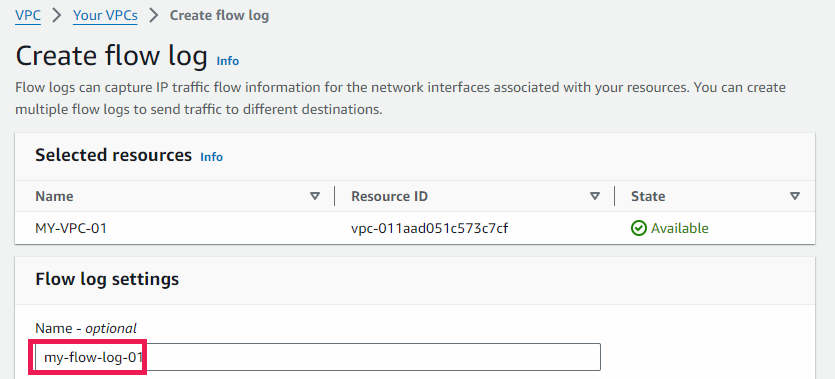 VPC > Your VPCs > Create flow log
Create flow log Info
Flow logs can capture IP traffic flow information for the network interfaces associated with your resources. You can create
multiple flow logs to send traffic to different destinations.
Selected resources Info
Name Resource ID State
MY-VPC-01 vpc-011aad051c573c7cf Available
Flow log settings
Name - optional
my-flow-log-01